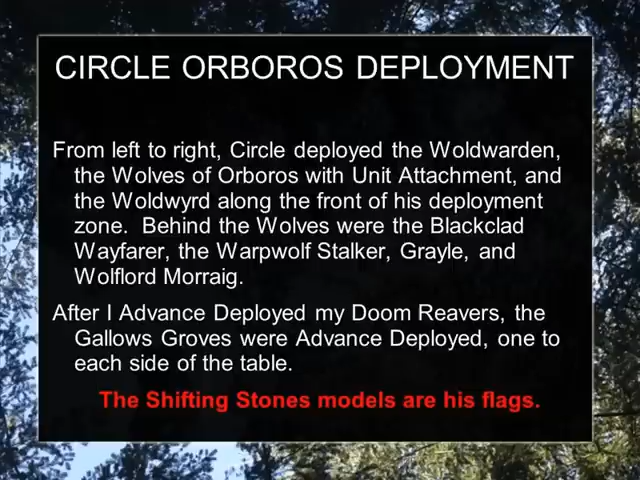 CIRCLE ORBOROS DEPLOYMENT
From left to right, Circle deployed the Woldwarden,
the Wolves of Orboros with Unit Attachment, and
the Woldwyrd along the front of his deployment
zone.  Behind the Wolves were the Blackclad
Wayfarer, the Warpwolf Stalker, Grayle, and
Wolflord Morraig.
After I Advance Deployed my Doom Reavers, the
Gallows Groves were Advance Deployed, one to
each side of the table.
The Shifting Stones models are his flags.